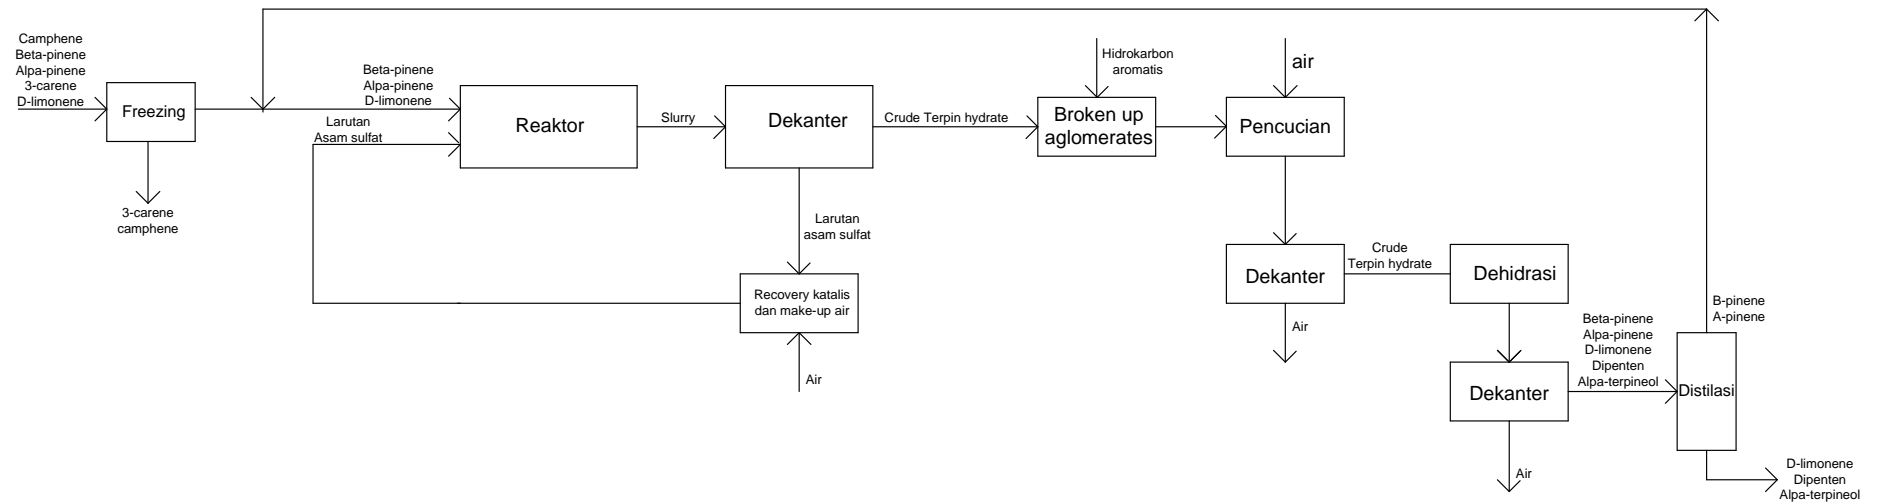 Camphene
Beta-pinene
Alpa-pinene
3-carene
D-limonene
Freezing
3-carene
camphene
Beta-pinene
Alpa-pinene
D-limonene
Larutan
Asam sulfat
Reaktor
Slurry
Dekanter
Larutan
asam sulfat
Recovery katalis
dan make-up air
Air
Crude Terpin hydrate
Hidrokarbon
aromatis
Broken up
aglomerates
air
Pencucian
Dekanter
Air
Crude
Terpin hydrate
Dehidrasi
Dekanter
Air
Beta-pinene
Alpa-pinene
D-limonene
Dipenten
Alpa-terpineol
B-pinene
A-pinene
Distilasi
D-limonene
Dipenten
Alpa-terpineol